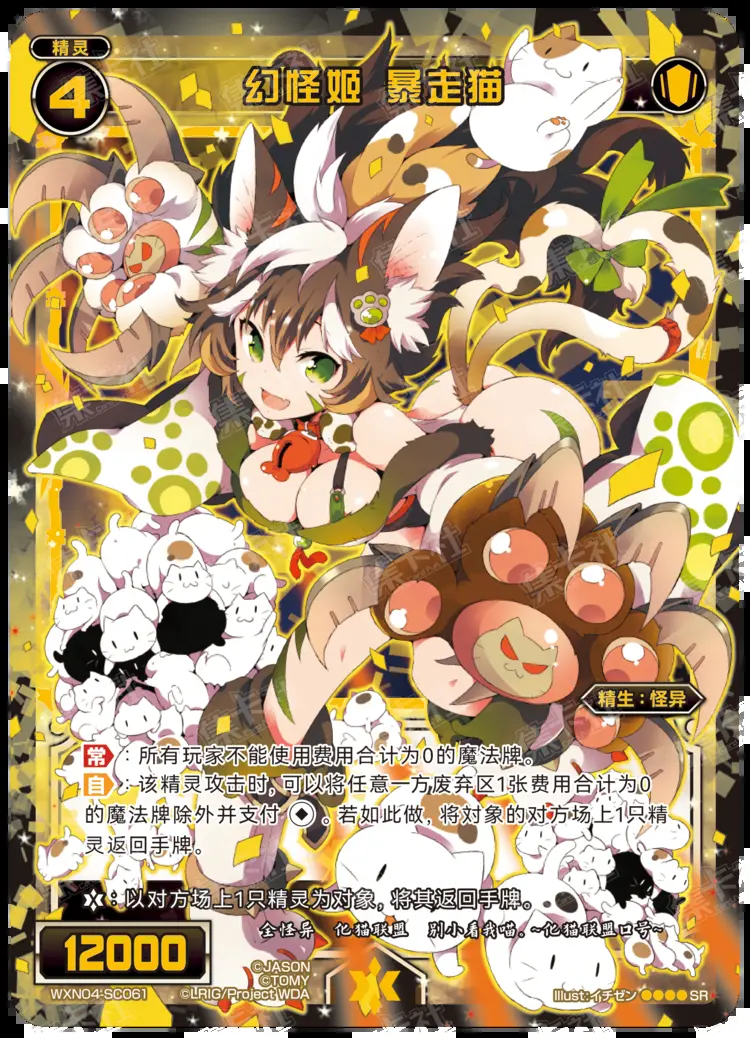 精灵
4
幻怪姬 暴走猫
精生：怪异
常：所有玩家不能使用费用合计为0的魔法牌。
自：该精灵攻击时，可以将任意一方废弃区1张费用合计为0
的魔法牌除外并支付 。若如此做，将对象的对方场上1只精
灵返回手牌。
：以对方场上1只精灵为对象，将其返回手牌。
全怪异 化猫联盟 别小看我喵。~化猫联盟口号~
12000
©JASON
©TOMY
WXN04-SC061 ©LRIG/Project WDA
Illust:イチゼン SR
集卡社